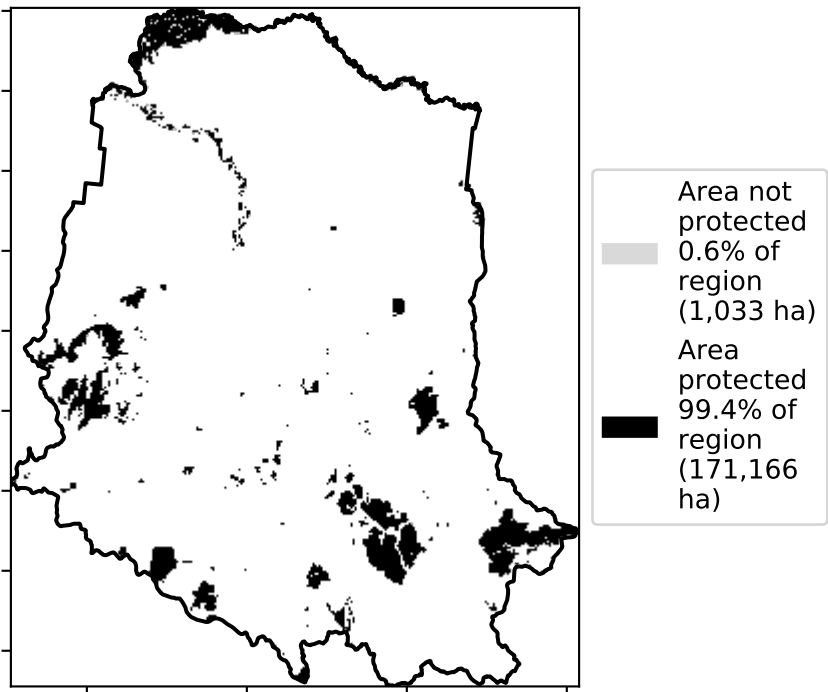 Area not
protected
0.6% of
region
(1,033 ha)
Area
protected
99.4% of
region
(171,166
ha)